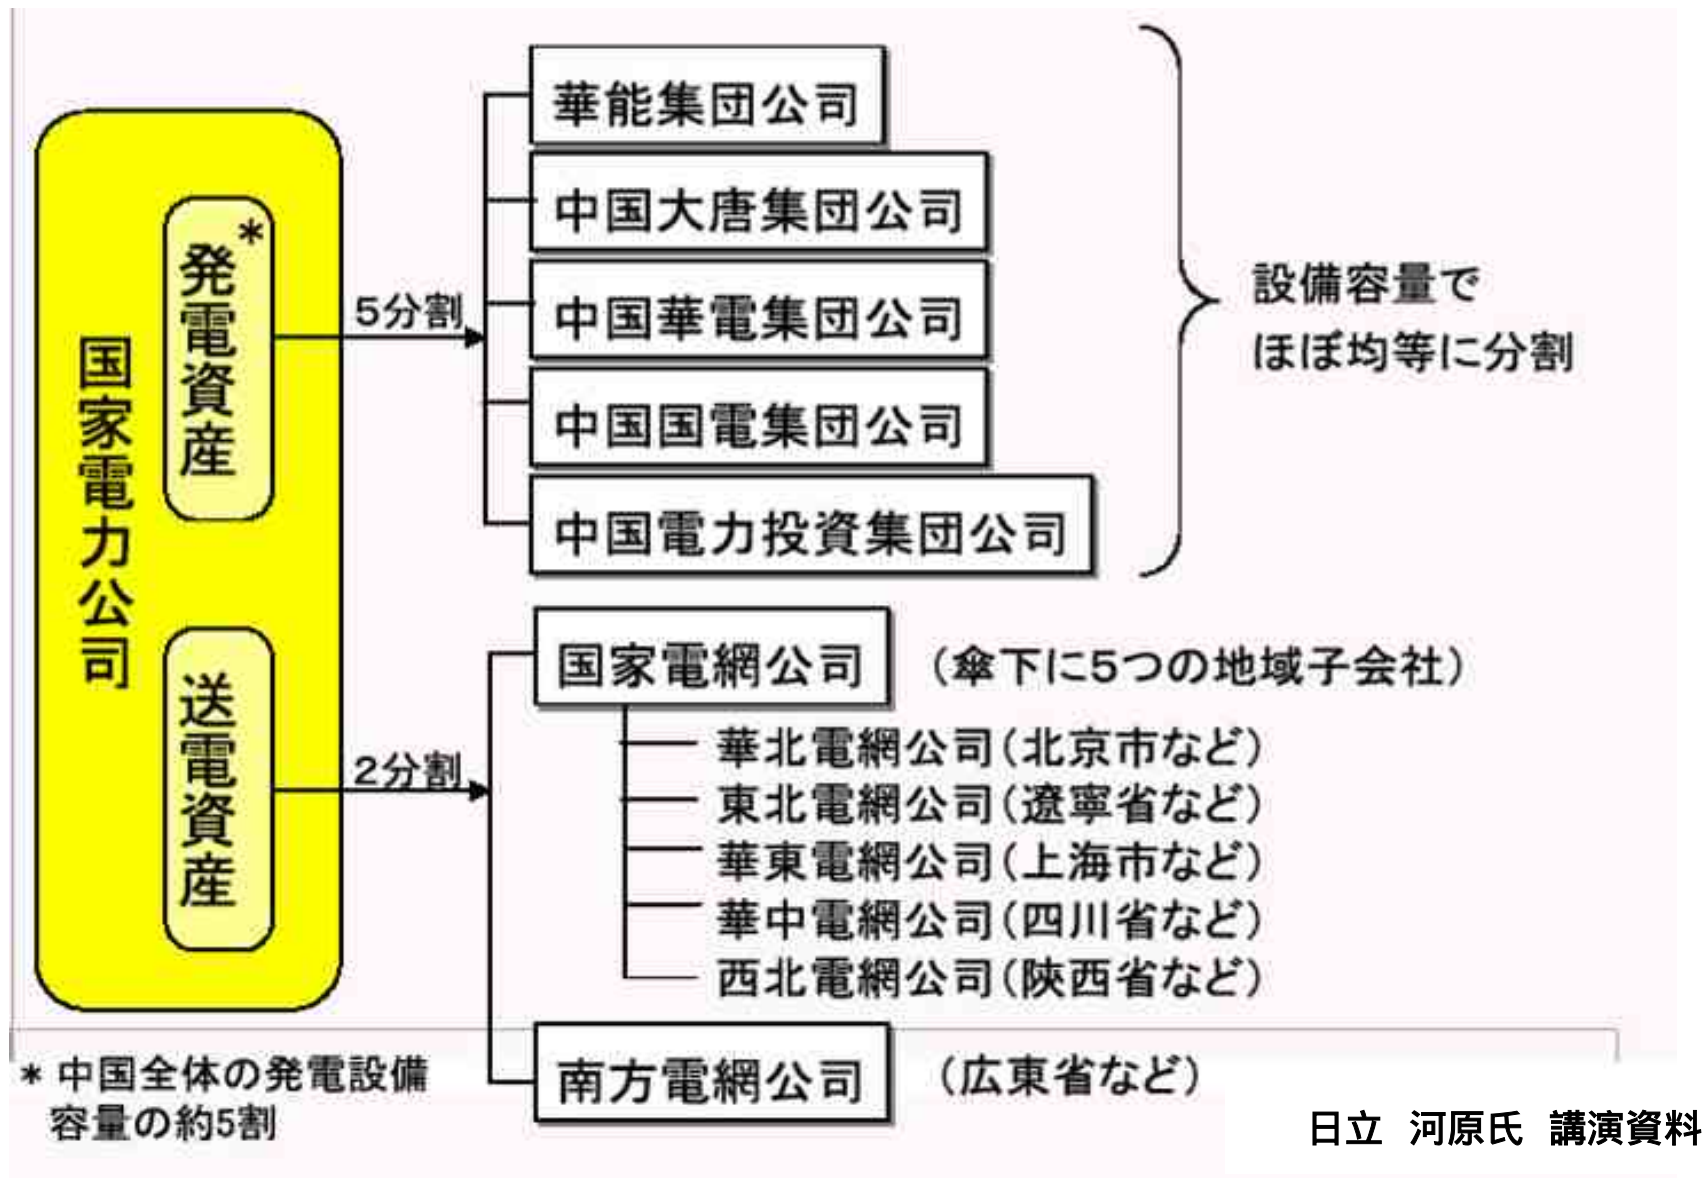 国家電力公司
発電資産*
5分割
華能集団公司
中国大唐集団公司
中国華電集団公司
中国国電集団公司
中国電力投資集団公司
設備容量で
ほぼ均等に分割
送電資産
2分割
国家電網公司 (傘下に5つの地域子会社)
華北電網公司(北京市など)
東北電網公司(遼寧省など)
華東電網公司(上海市など)
華中電網公司(四川省など)
西北電網公司(陝西省など)
南方電網公司 (広東省など)
* 中国全体の発電設備
容量の約5割
日立 河原氏 講演資料